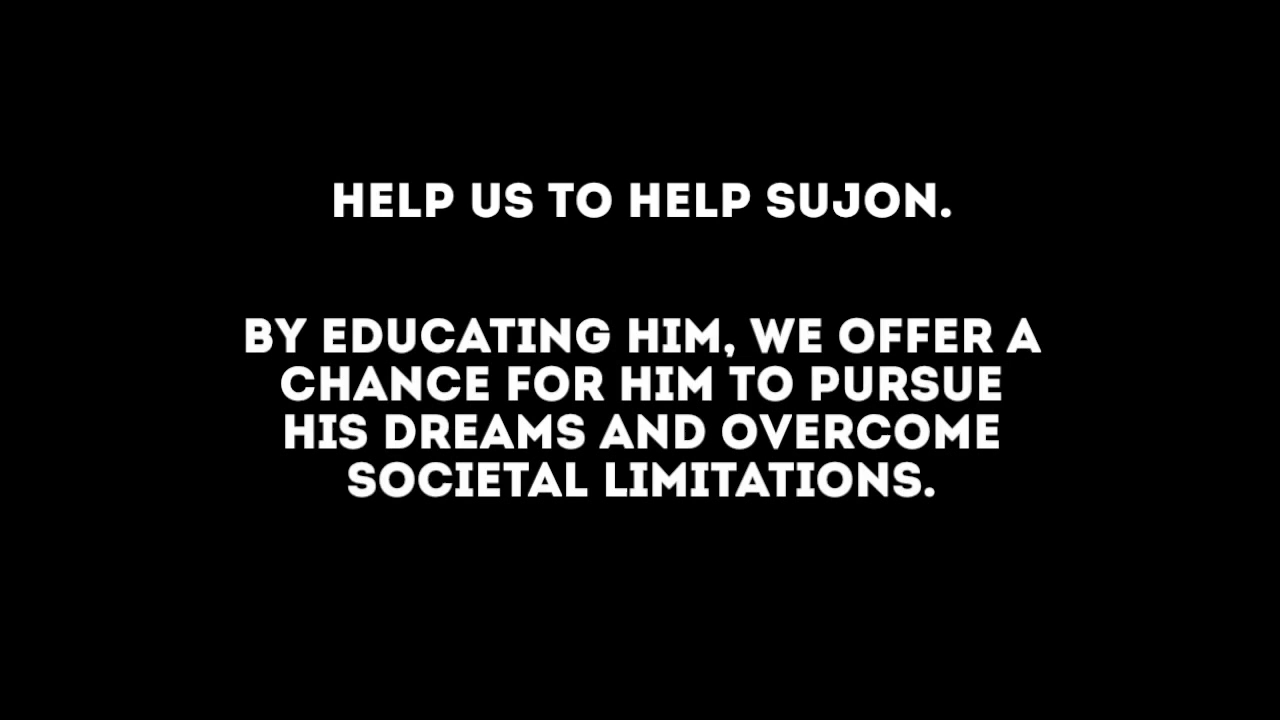 HELP US TO HELP SUJON.
BY EDUCATING HIM, WE OFFER A
CHANCE FOR HIM TO PURSUE
HIS DREAMS AND OVERCOME
SOCIETAL LIMITATIONS.